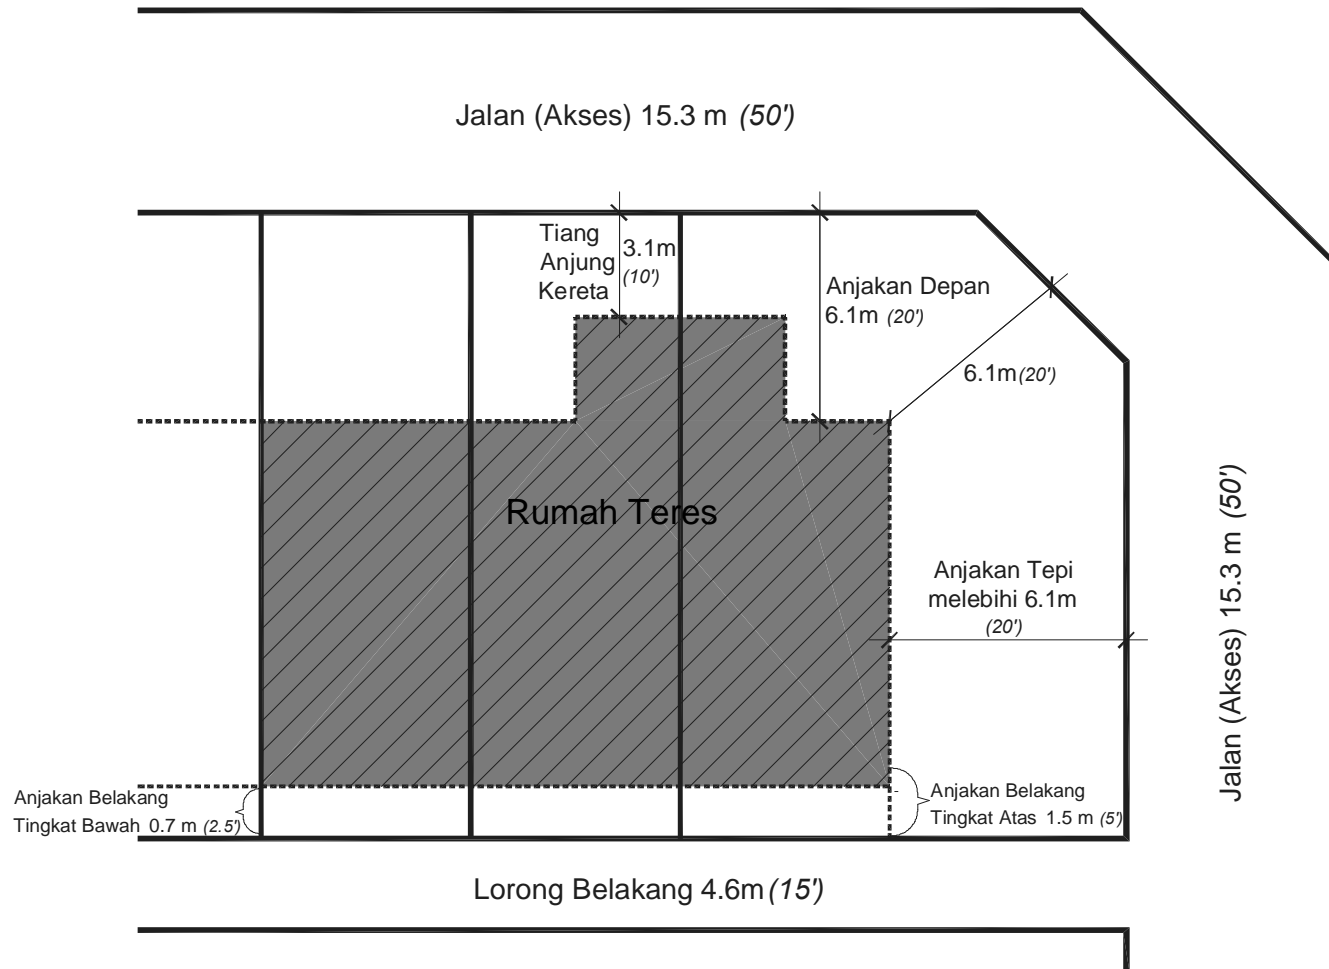 Jalan (Akses) 15.3 m (50')
Tiang
Anjung
Kereta
3.1m
(10')
Anjakan Depan
6.1m (20')
6.1m(20')
Rumah Teres
Anjakan Tepi
melebihi 6.1m
(20')
Jalan (Akses) 15.3 m (50')
Anjakan Belakang
Tingkat Bawah 0.7 m (2.5')
Anjakan Belakang
Tingkat Atas 1.5 m (5')
Lorong Belakang 4.6m(15')